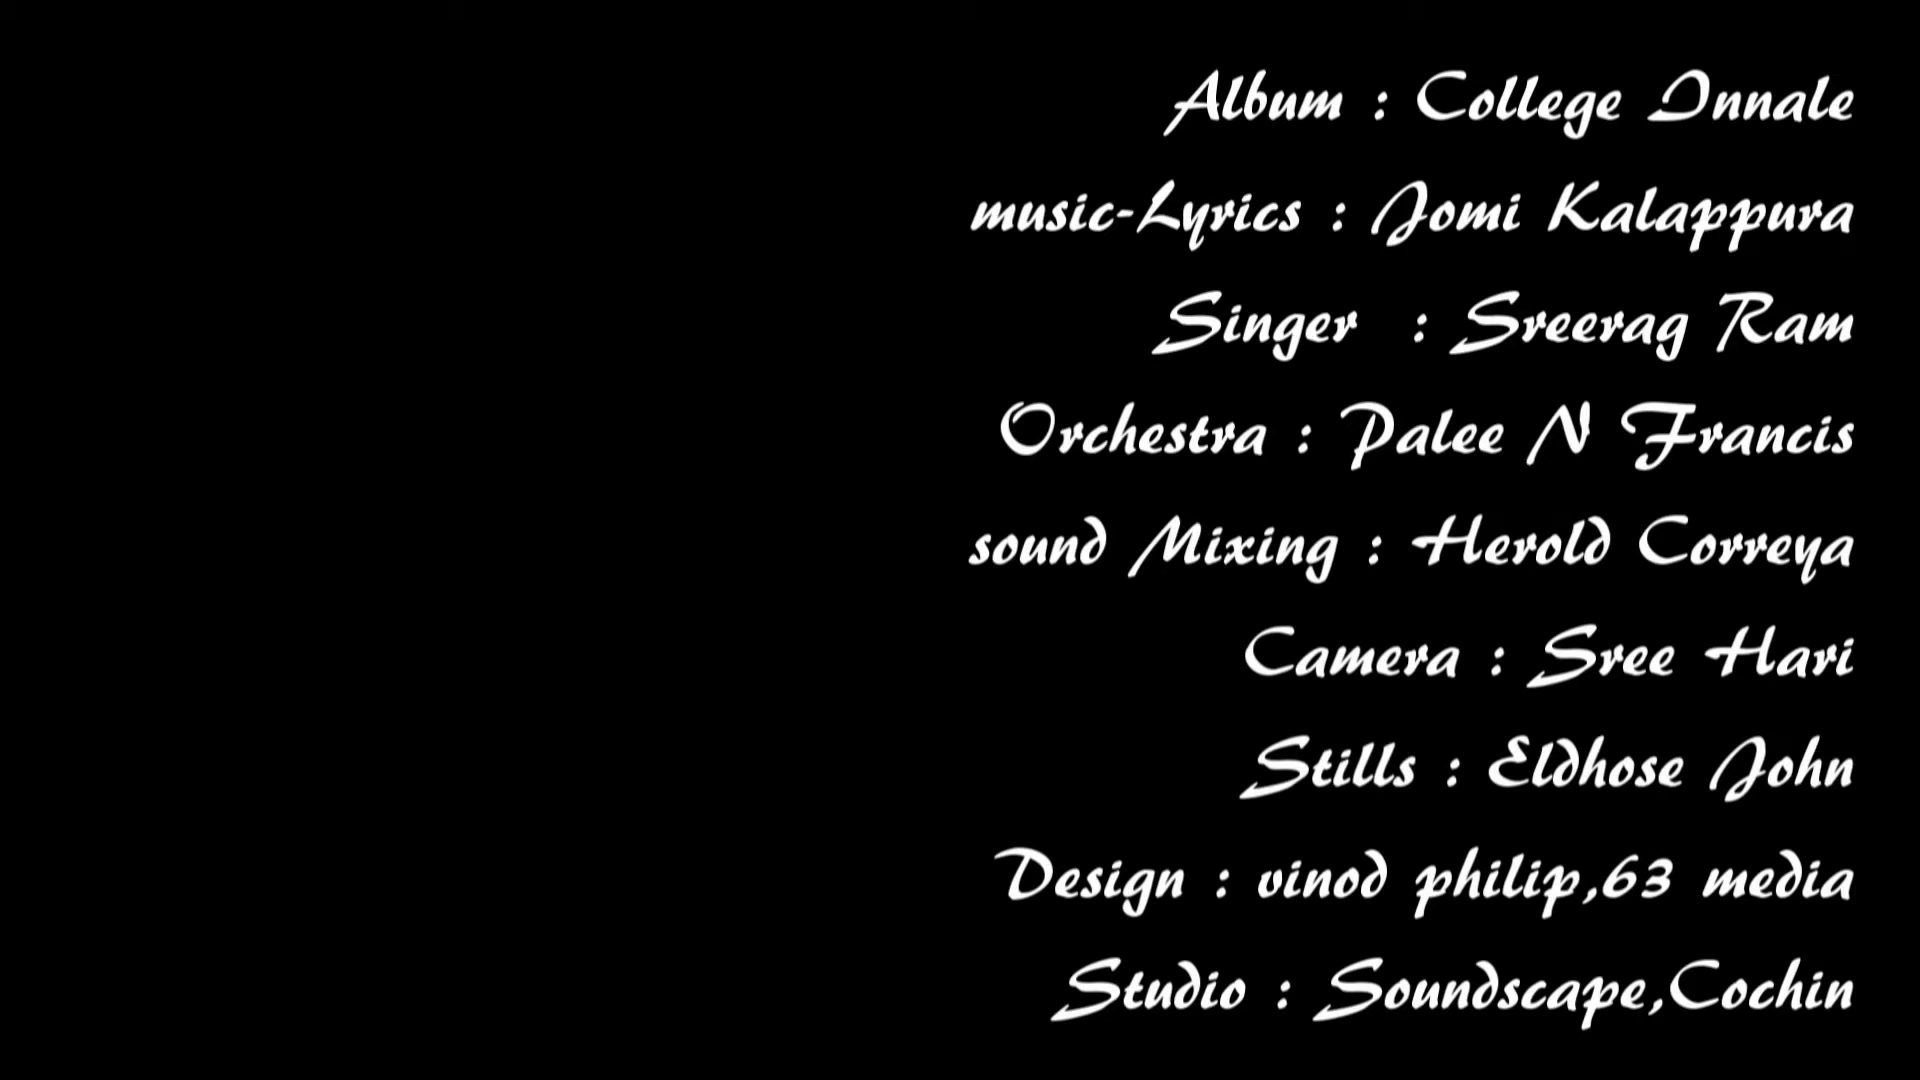 Album : College Innale
music-Lyrics : Jomi Kalappura
Singer : Sreerag Ram
Orchestra : Palee N Francis
sound Mixing : Herold Correya
Camera : Sree Hari
Stills : Eldhose John
Design : vinod philip,63 media
Studio : Soundscape,Cochin